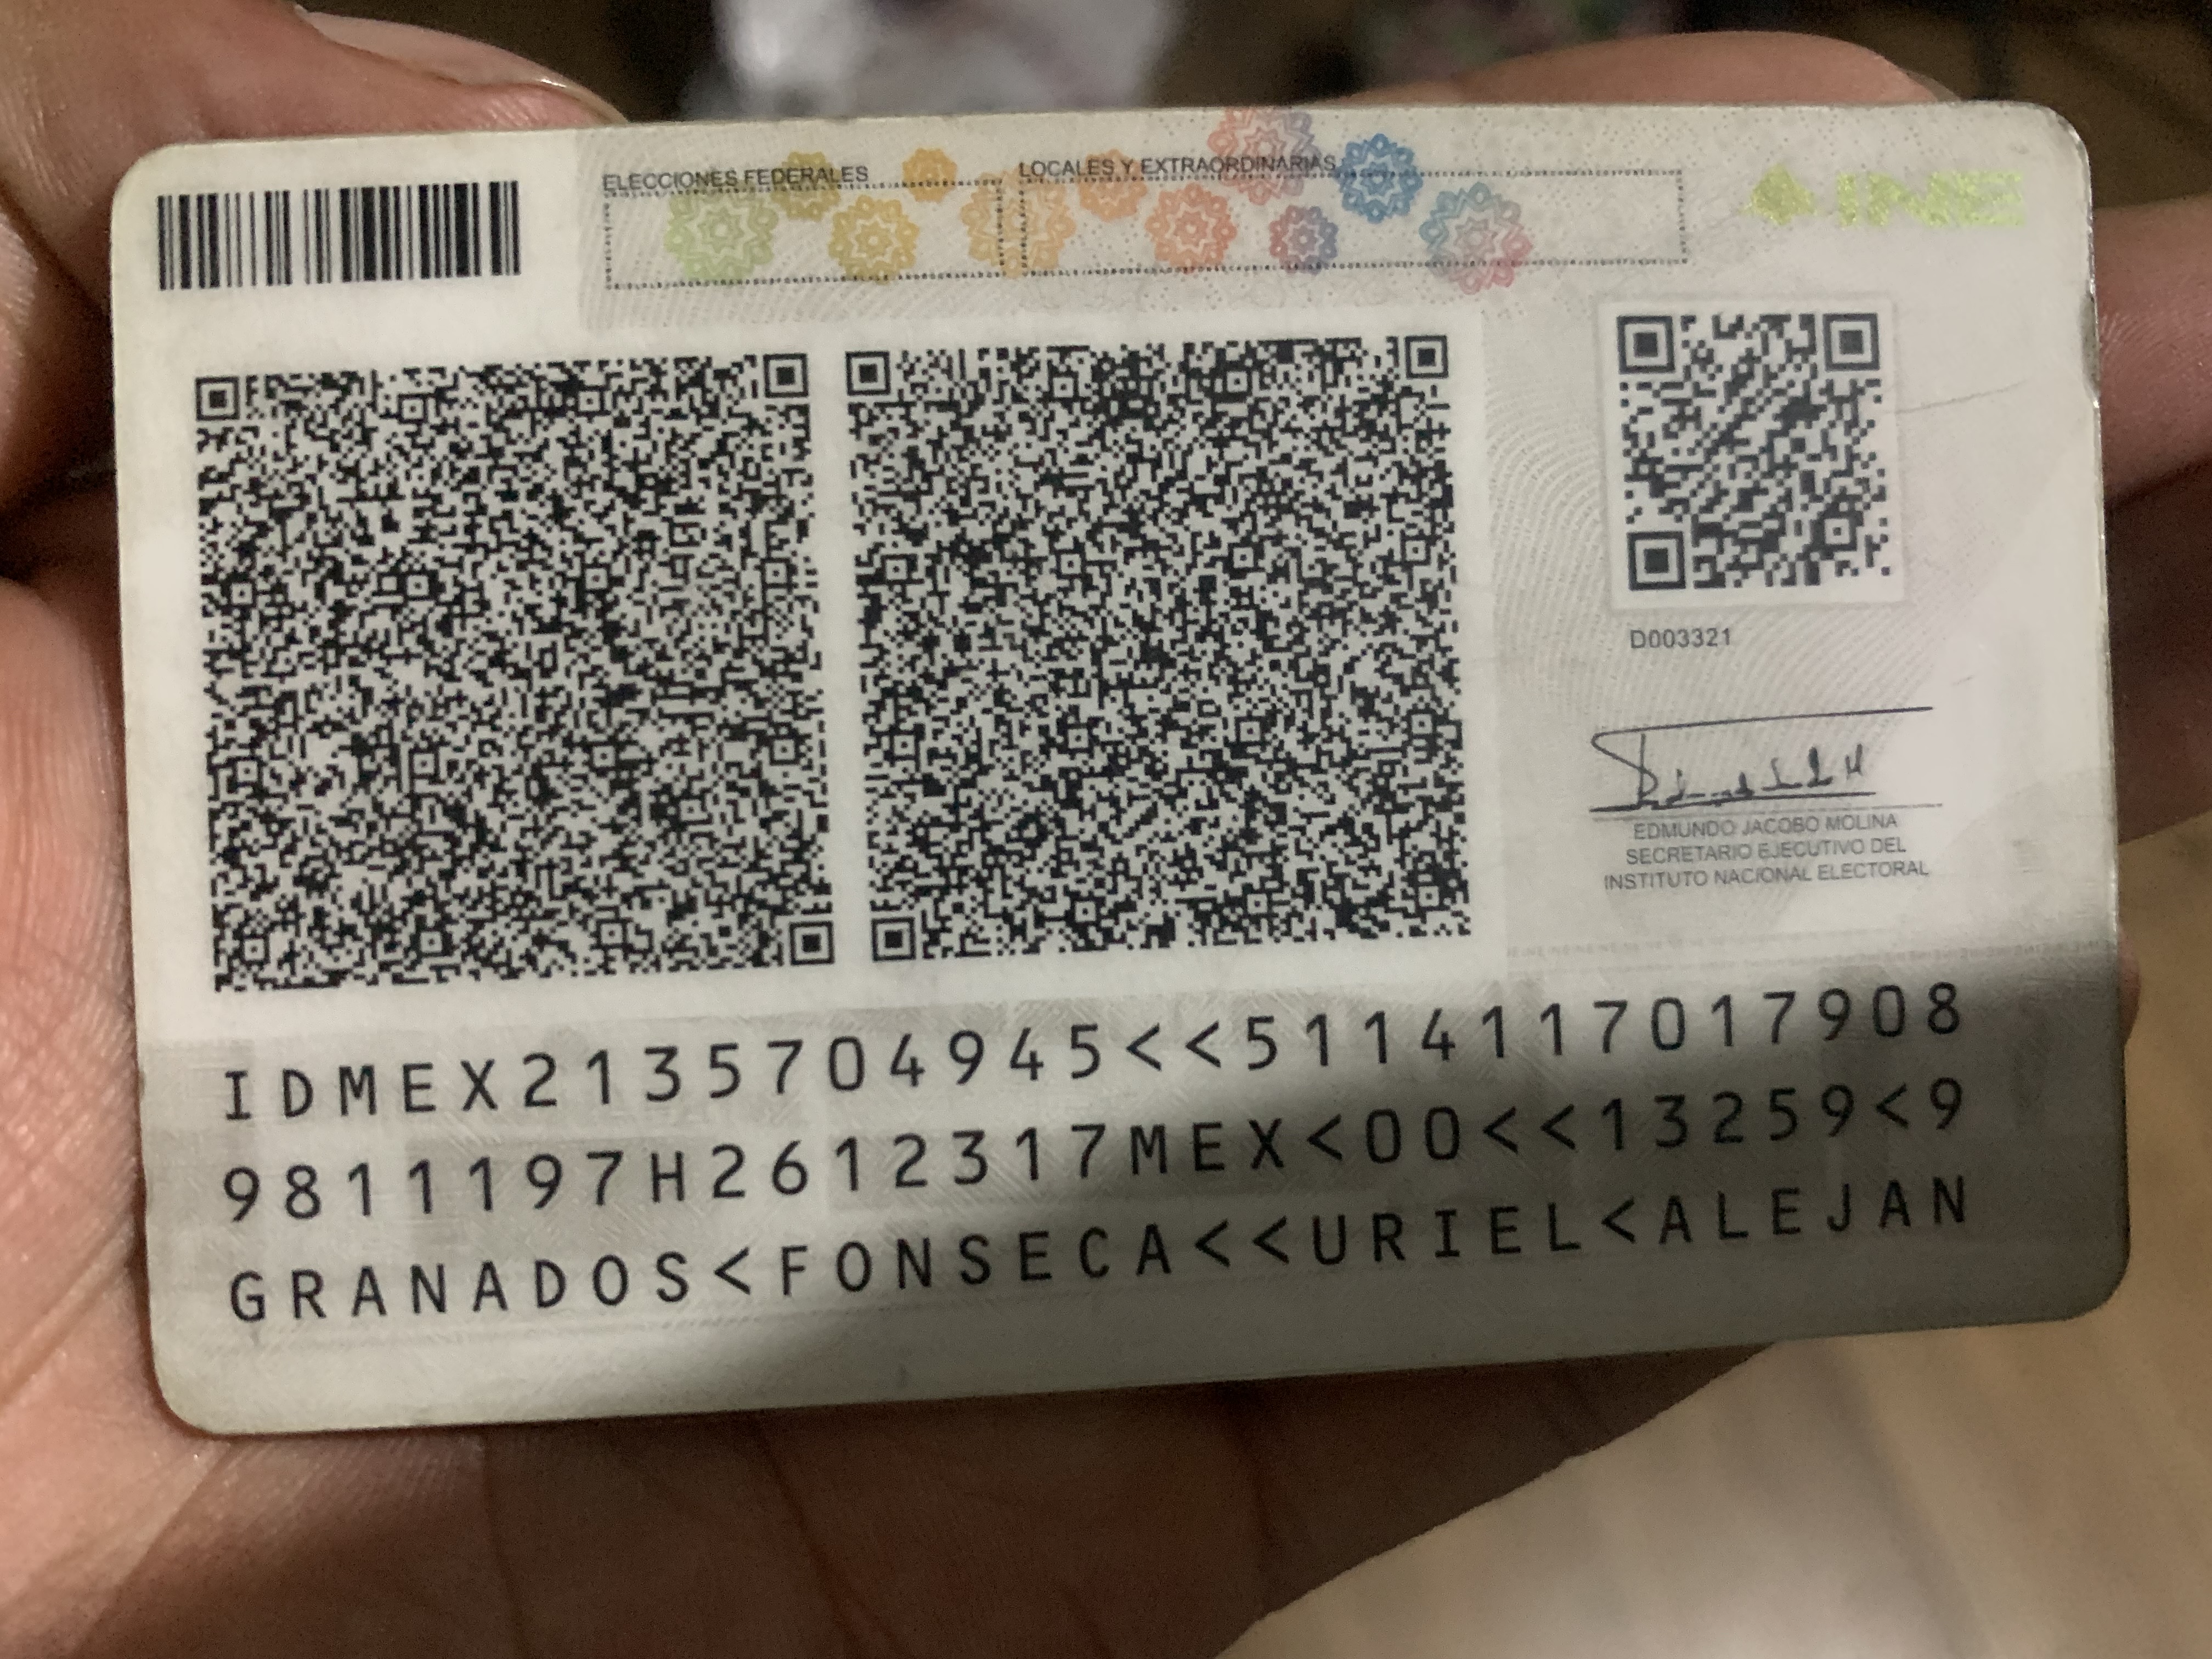 ELECCIONES FEDERALES
LOCALES Y EXTRAORDINARIAS
INE
D003321
EDMUNDO JACOBO MOLINA
SECRETARIO EJECUTIVO DEL
INSTITUTO NACIONAL ELECTORAL
IDMEX2135704945<<5114117017908
9811197H2612317MEX<00<<13259<9
GRANADOS<FONSECA<<URIEL<ALEJAN